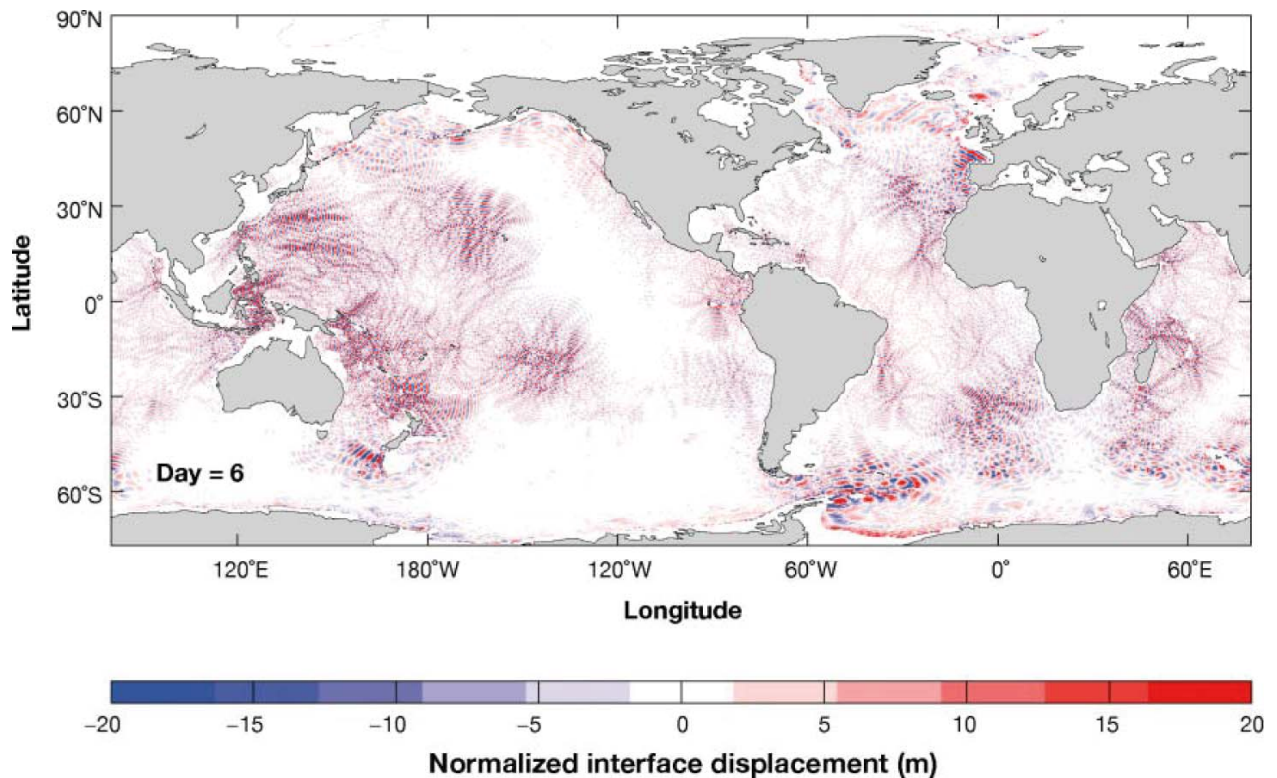 90°N
60°N
30°N
0°
30°S
60°S
Latitude
Day = 6
120°E 180°W 120°W 60°W 0° 60°E
Longitude
−20 −15 −10 −5 0 5 10 15 20
Normalized interface displacement (m)